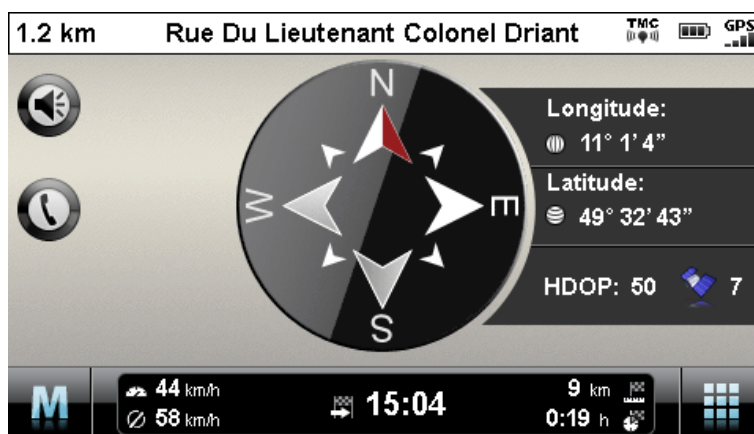 1.2 km Rue Du Lieutenant Colonel Driant TMC GPS
N
W E
S
Longitude:
11° 1' 4”
Latitude:
49° 32' 43”
HDOP: 50 7
M 44 km/h 15:04 9 km
58 km/h 0:19 h